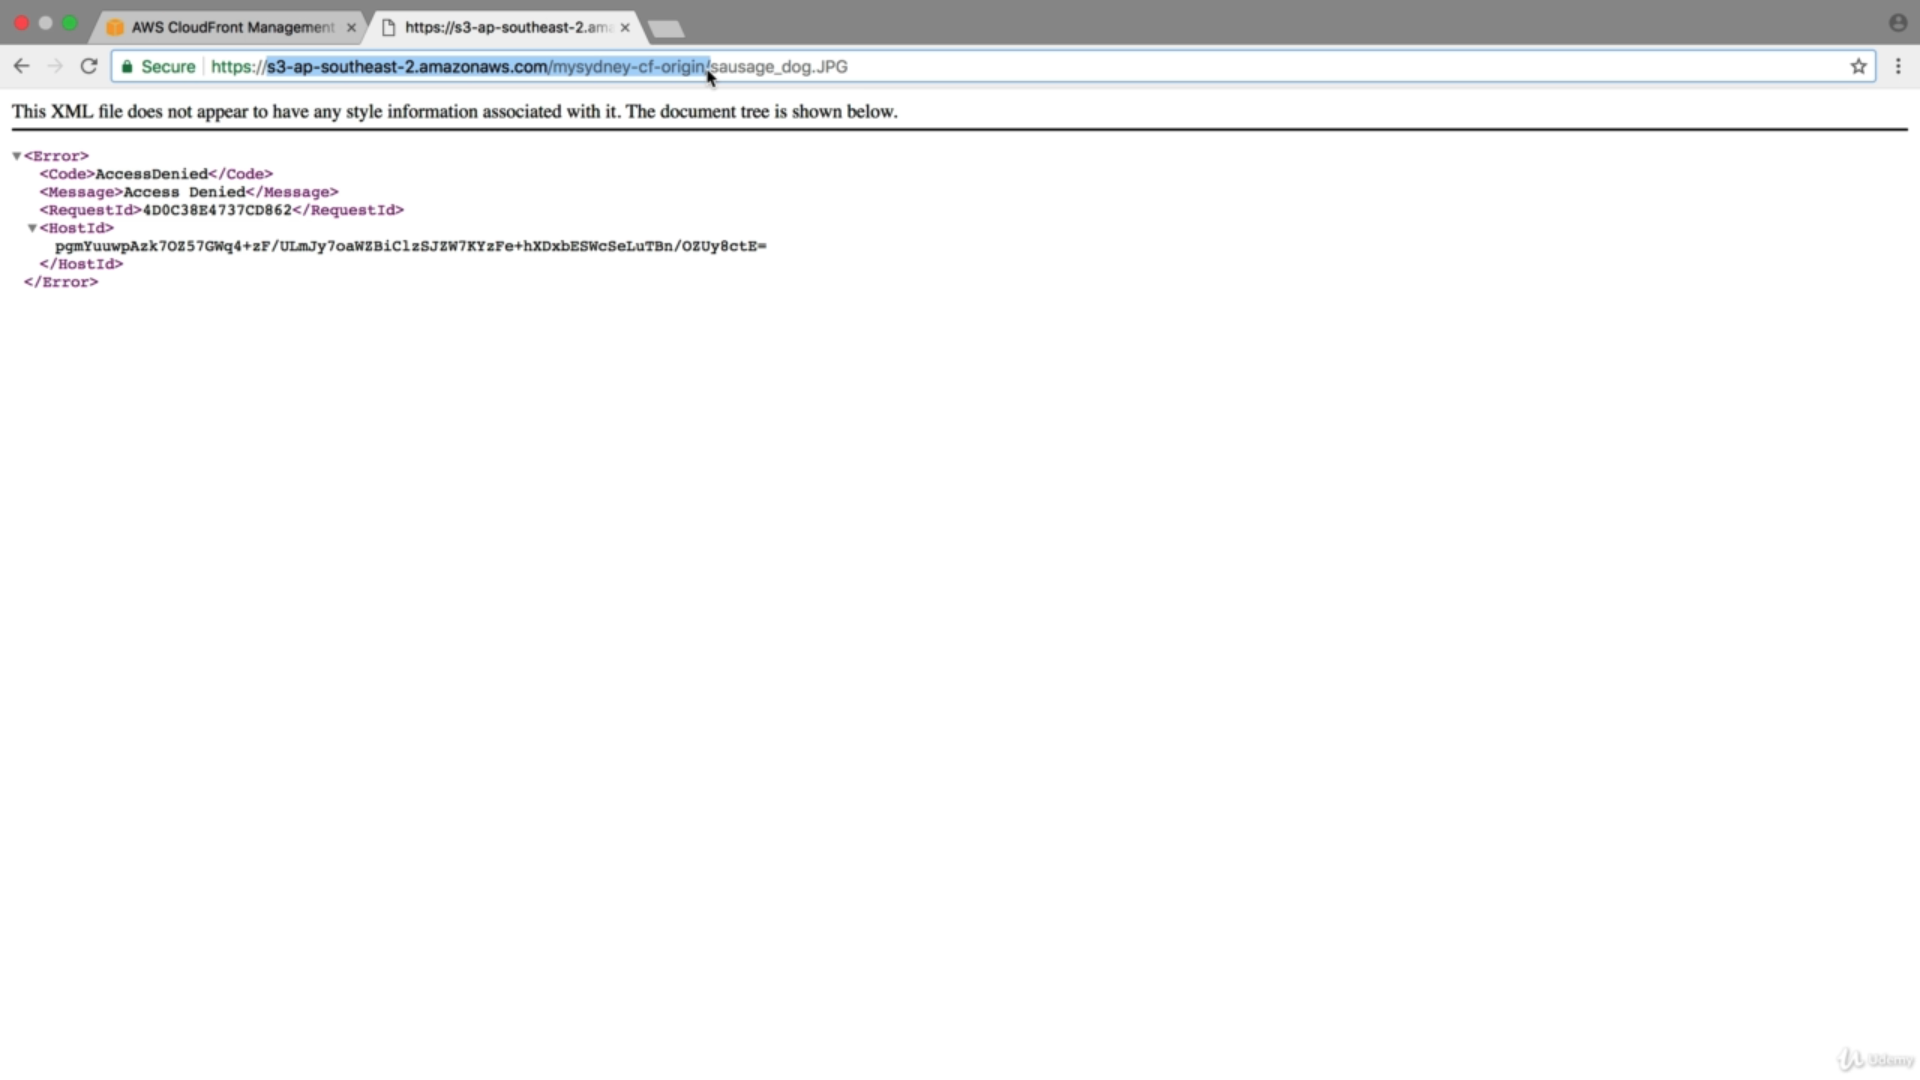 AWS CloudFront Management
https://s3-ap-southeast-2.ama
Secure https://s3-ap-southeast-2.amazonaws.com/mysydney-cf-origin/sausage_dog.JPG
This XML file does not appear to have any style information associated with it. The document tree is shown below.
<Error>
<Code>AccessDenied</Code>
<Message>Access Denied</Message>
<RequestId>4D0C38E4737CD862</RequestId>
<HostId>
pgmYuuwpAzk7OZ57GWq4+zF/ULmJy7oaWZBiClzSJZW7KYzFe+hXDxbESWcSeLuTBn/OZUy8ctE=
</HostId>
</Error>
Udemy